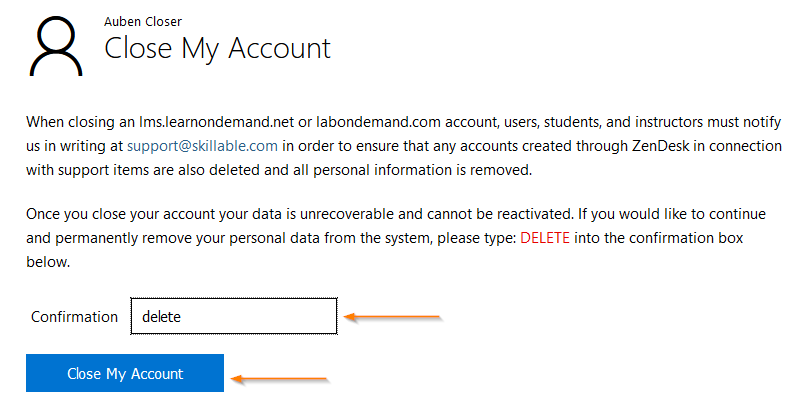 Auben Closer
Close My Account
When closing an lms.learnondemand.net or labondemand.com account, users, students, and instructors must notify
us in writing at support@skillable.com in order to ensure that any accounts created through ZenDesk in connection
with support items are also deleted and all personal information is removed.
Once you close your account your data is unrecoverable and cannot be reactivated. If you would like to continue
and permanently remove your personal data from the system, please type: DELETE into the confirmation box
below.
Confirmation delete
Close My Account